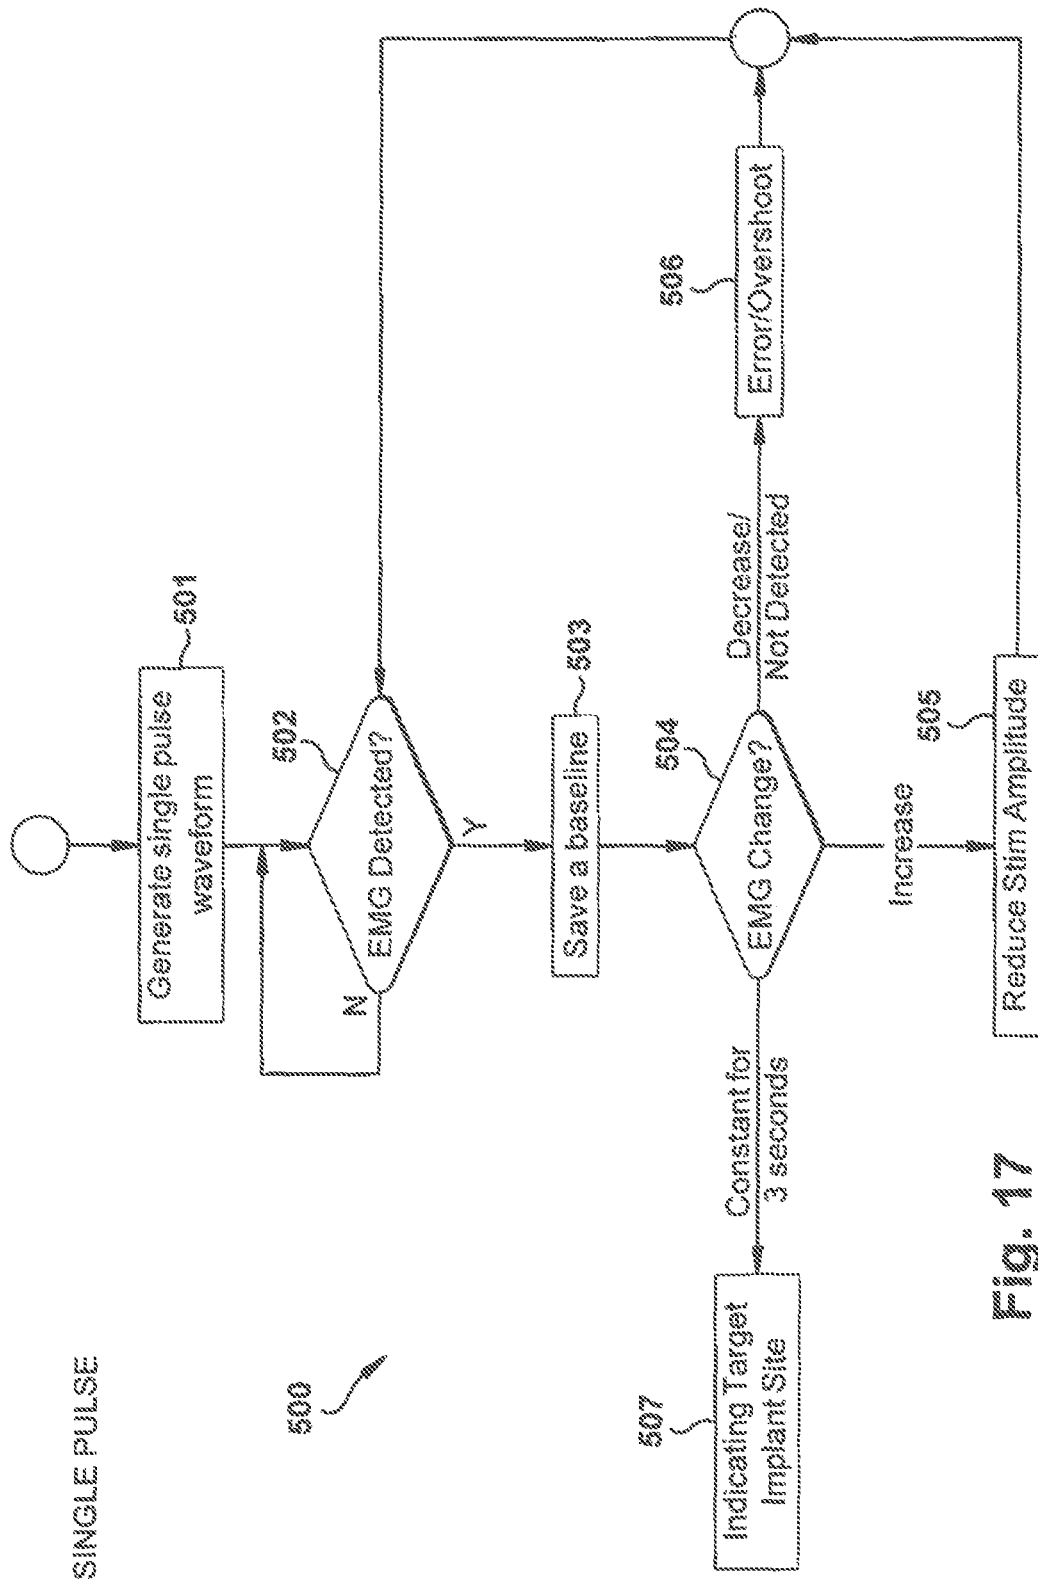 SINGLE PULSE
500
Generate single pulse
waveform
501
EMG Detected?
502
N
Y
Save a baseline
503
EMG Change?
504
Constant for
3 seconds
Decrease/
Not Detected
Increase
Indicating Target
Implant Site
507
Error/Overshoot
506
Reduce Stim Amplitude
505
Fig. 17